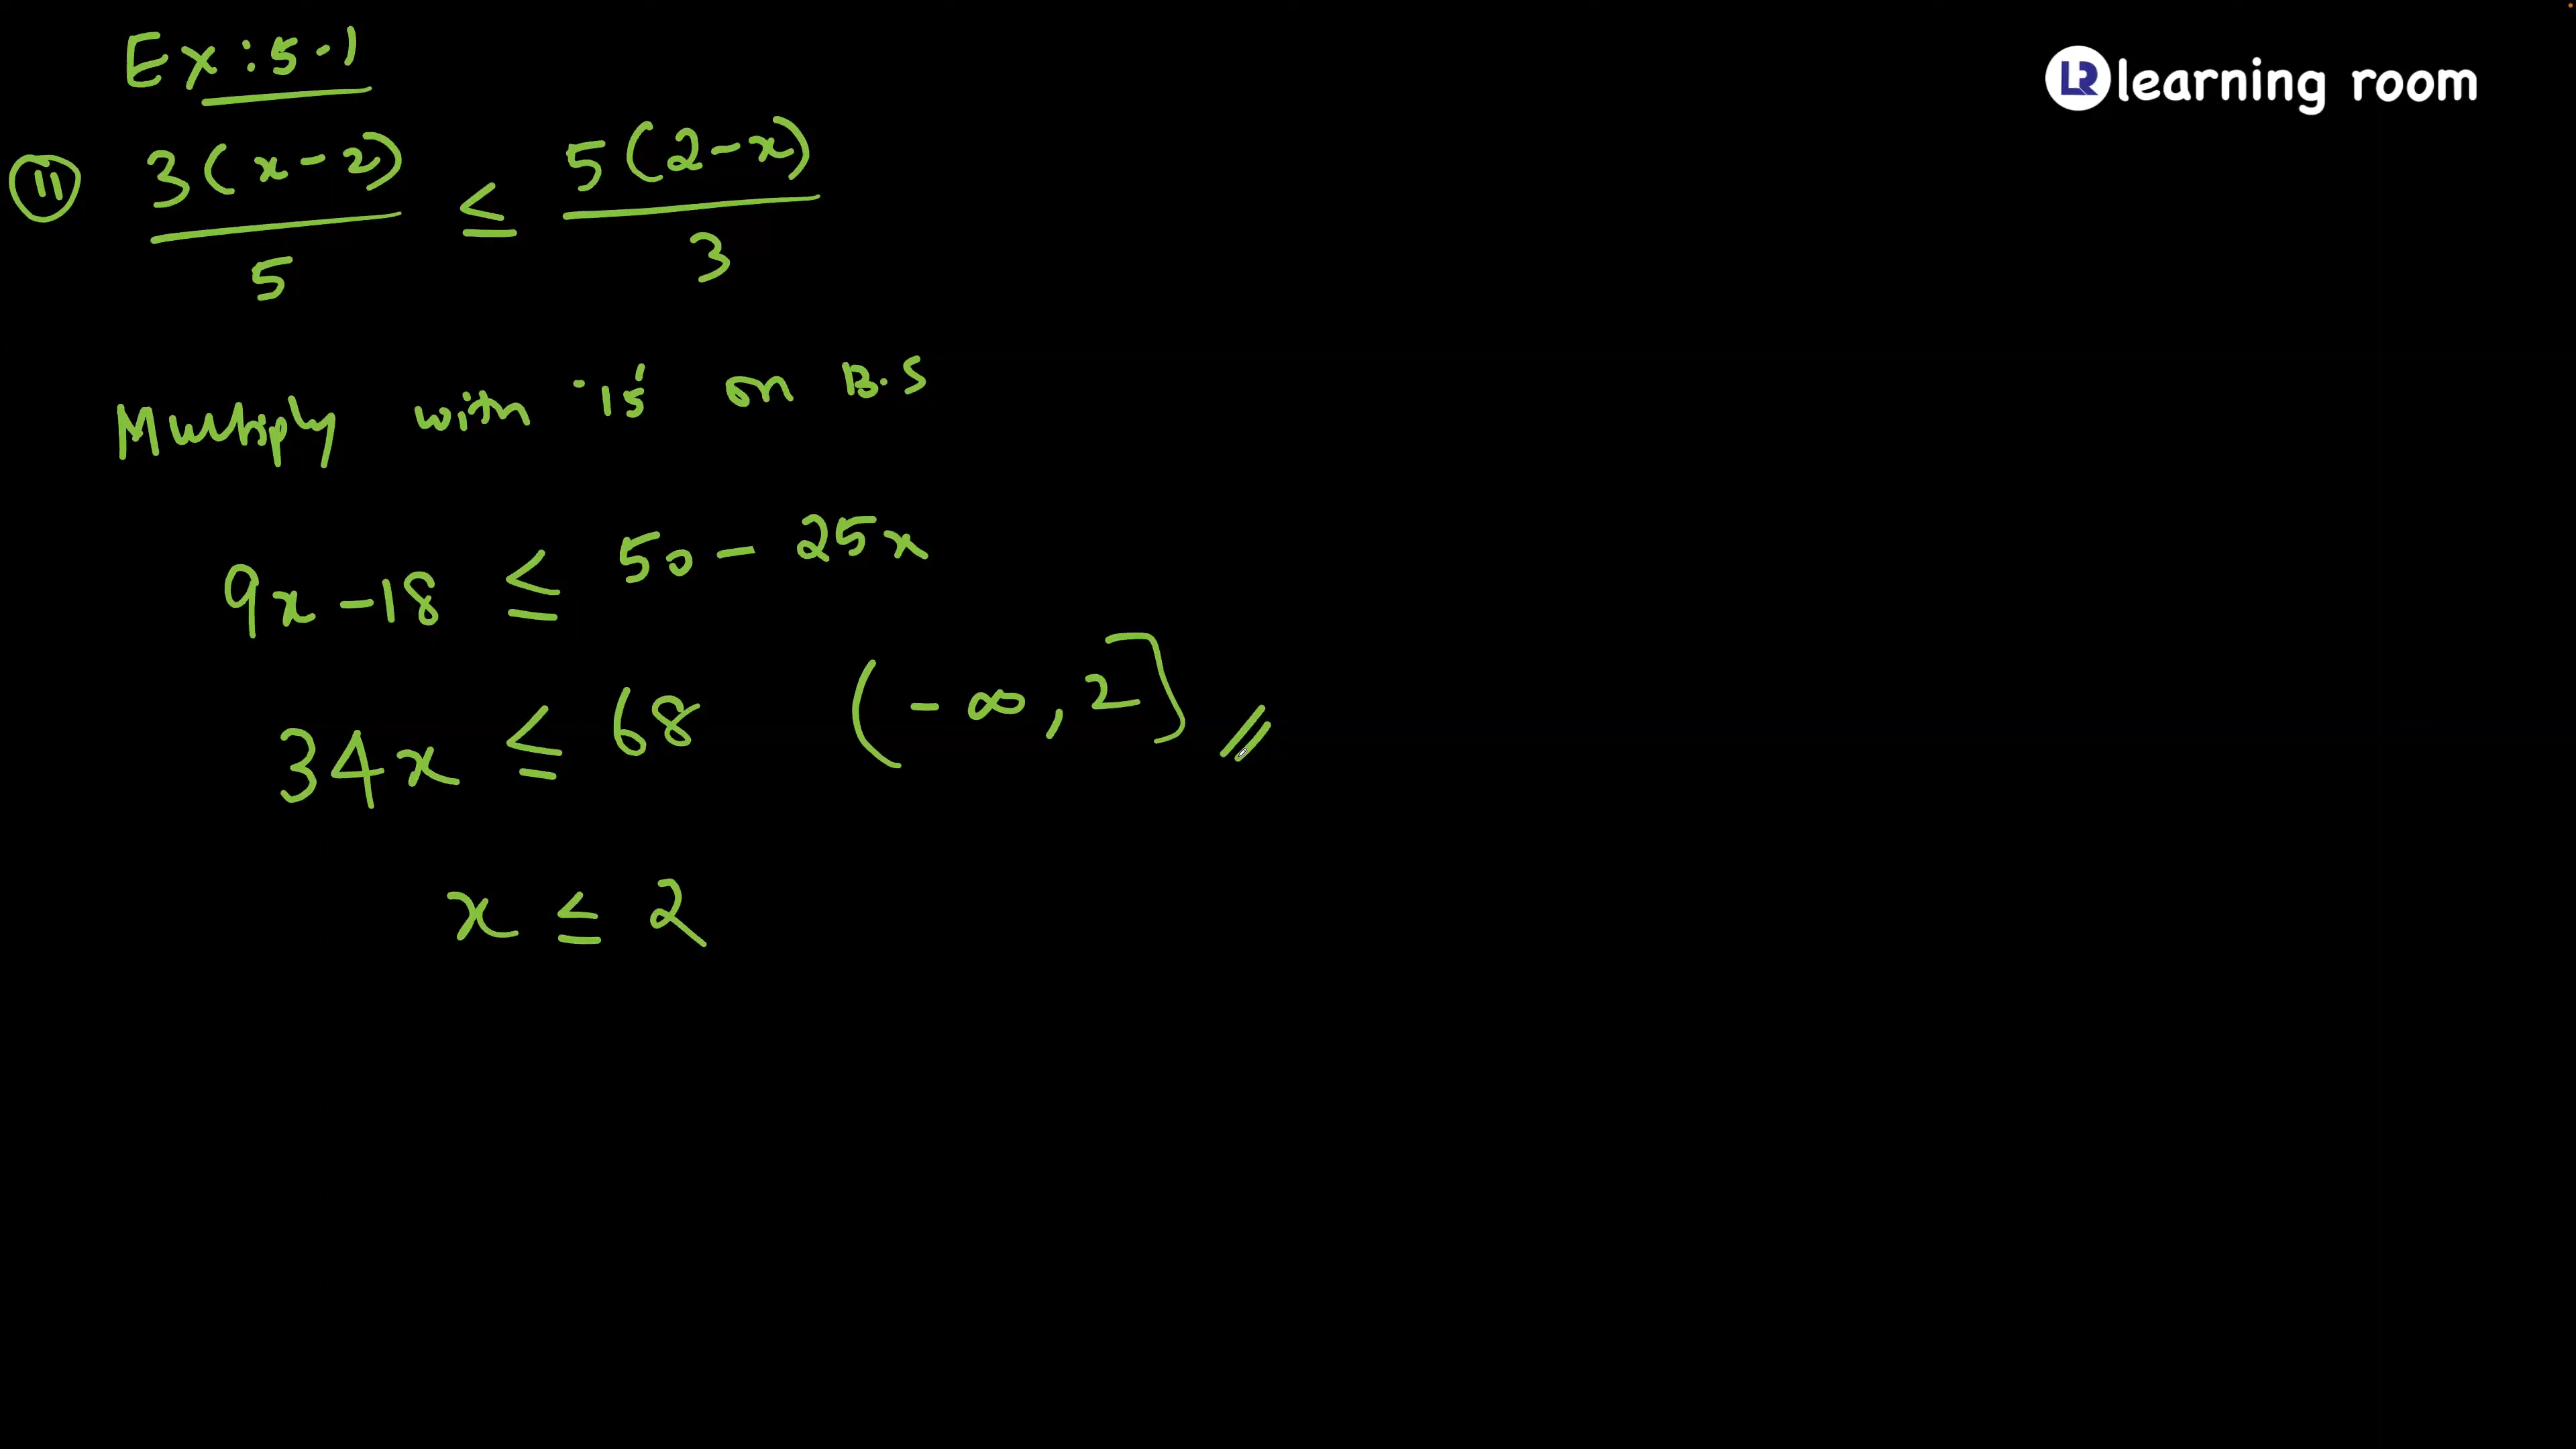 Ex:5.1
learning room
⑪ 3(x-2)/5 ≤ 5(2-x)/3
Multiply with '15' on B.S
9x-18 ≤ 50-25x
34x ≤ 68 (-∞,2]
x ≤ 2